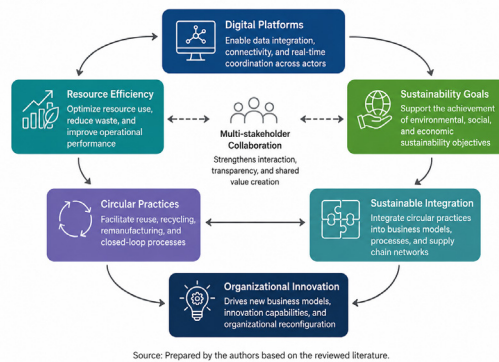 Digital Platforms
Enable data integration,
connectivity, and real-time
coordination across actors
Resource Efficiency
Optimize resource use,
reduce waste, and
improve operational
performance
Multi-stakeholder
Collaboration
Strengthens interaction,
transparency, and shared
value creation
Sustainability Goals
Support the achievement
of environmental, social,
and economic
sustainability objectives
Circular Practices
Facilitate reuse, recycling,
remanufacturing, and
closed-loop processes
Sustainable Integration
Integrate circular practices
into business models,
processes, and supply
chain networks
Organizational Innovation
Drives new business models,
innovation capabilities, and
organizational reconfiguration
Source: Prepared by the authors based on the reviewed literature.